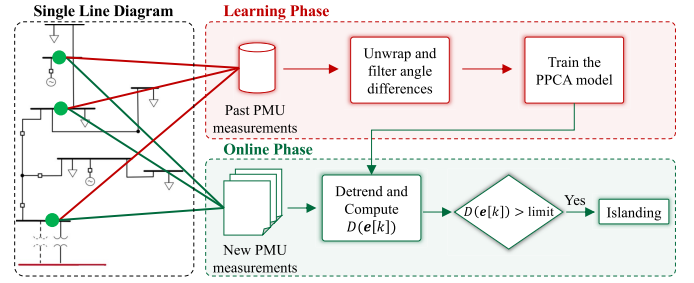 Single Line Diagram
Learning Phase
Past PMU
measurements
Unwrap and
filter angle
differences
Train the
PPCA model
Online Phase
New PMU
measurements
Detrend and
Compute
D(e[k])
D(e[k]) > limit
Yes
Islanding